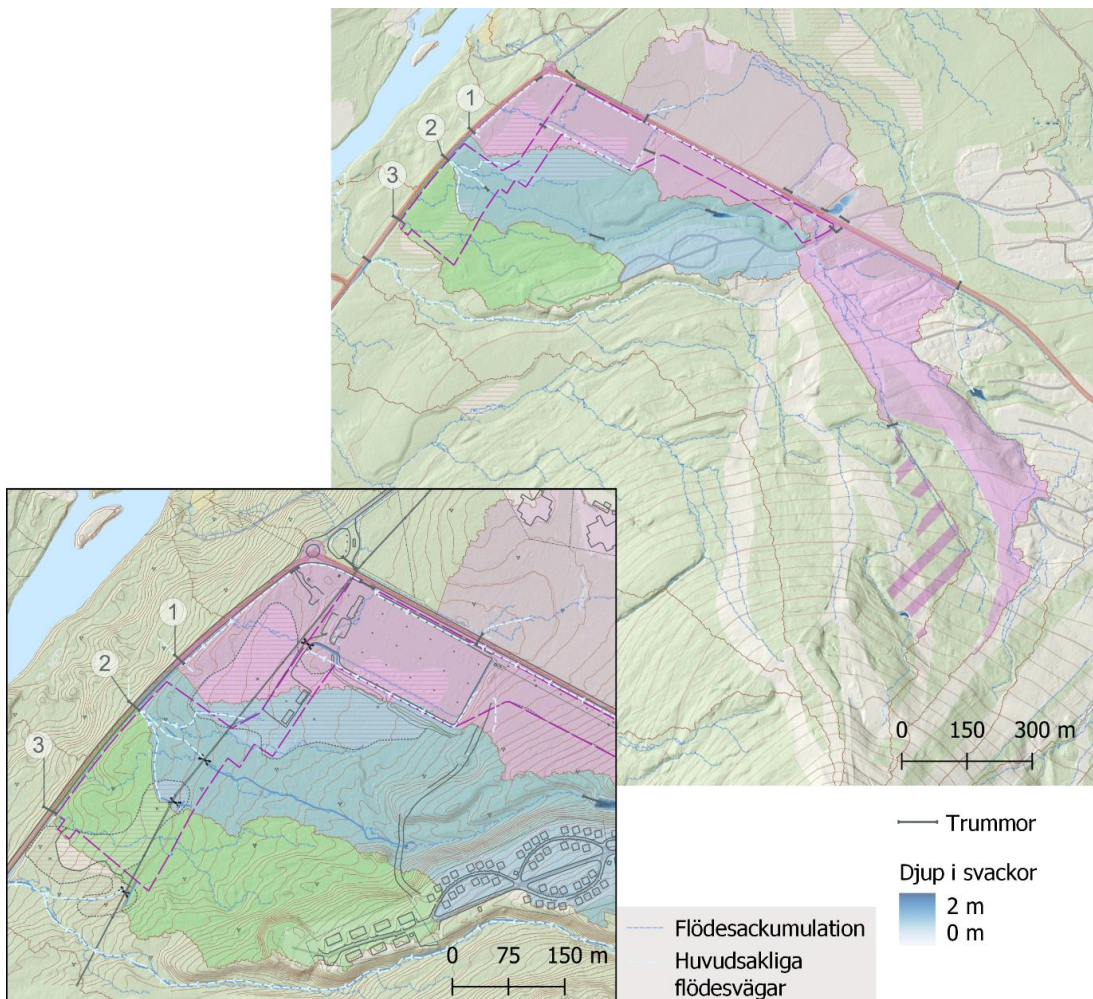 1
2
3
0 150 300 m
1
2
3
0 75 150 m
Trummor
Djup i svackor
2 m
0 m
Flödesackumulation
Huvudsakliga
flödesvägar